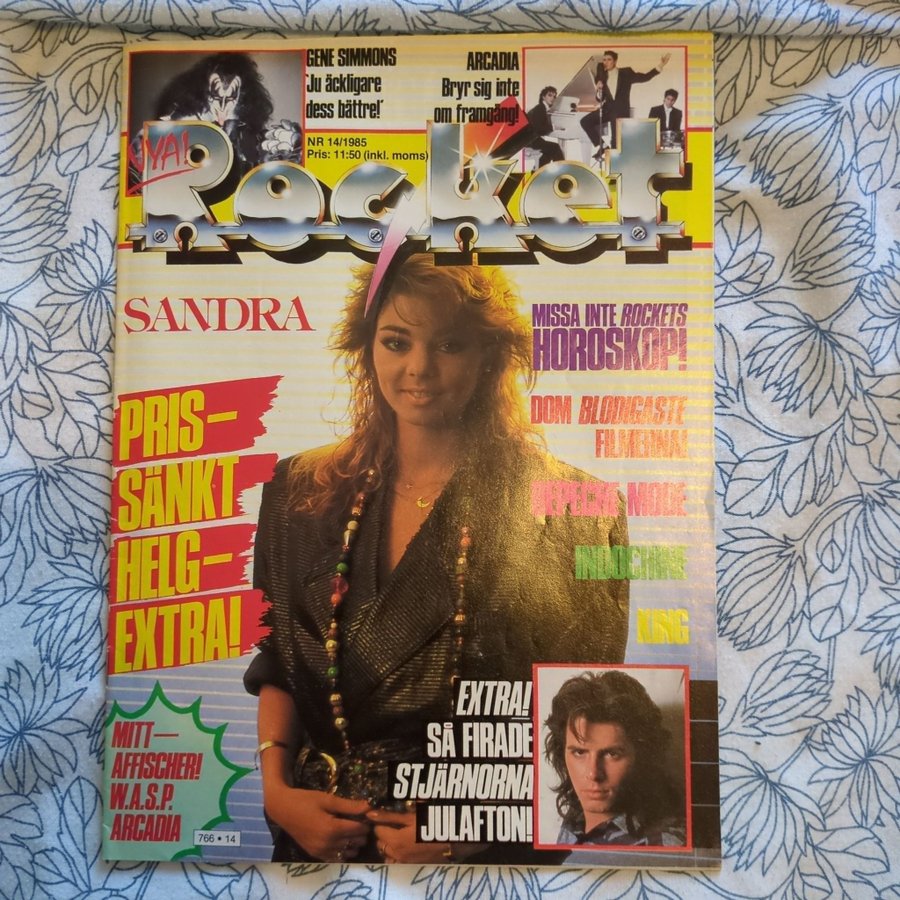 GENE SIMMONS
'Ju äckligare
dess bättre!'
ARCADIA
Bryr sig inte
om framgång!
NYA!
NR 14/1985
Pris: 11:50 (inkl. moms)
Rocket
SANDRA
MISSA INTE ROCKETS
HOROSKOP!
PRIS-
SÄNKT
HELG-
EXTRA!
DOM BLODIGASTE
FILMERNA!
DEPECHE MODE
INDOCHINE
KING
EXTRA!
SÅ FIRADE
STJÄRNORNA
JULAFTON!
MITT-
AFFISCHER!
W.A.S.P.
ARCADIA
766 • 14